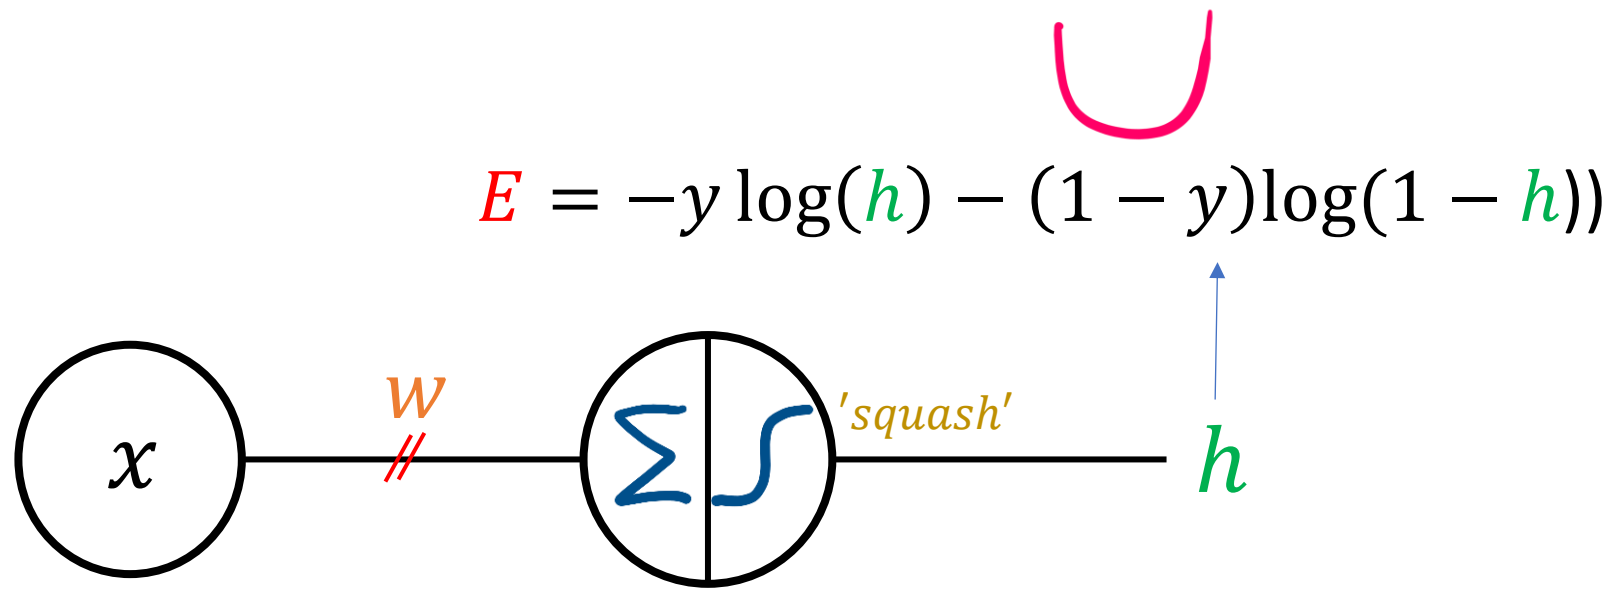 E = −y log(h) − (1 − y)log(1 − h))
w
'squash'
x
Σ
∫
h